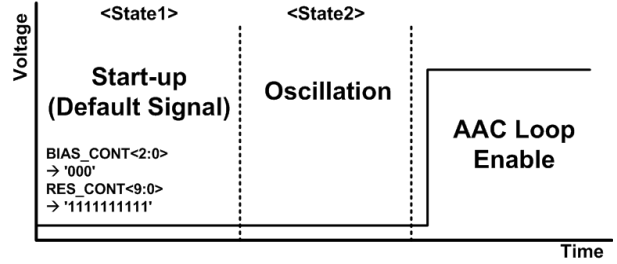 <State1>
<State2>
Voltage
Start-up
(Default Signal)
Oscillation
AAC Loop
Enable
BIAS_CONT<2:0>
→ '000'
RES_CONT<9:0>
→ '1111111111'
Time